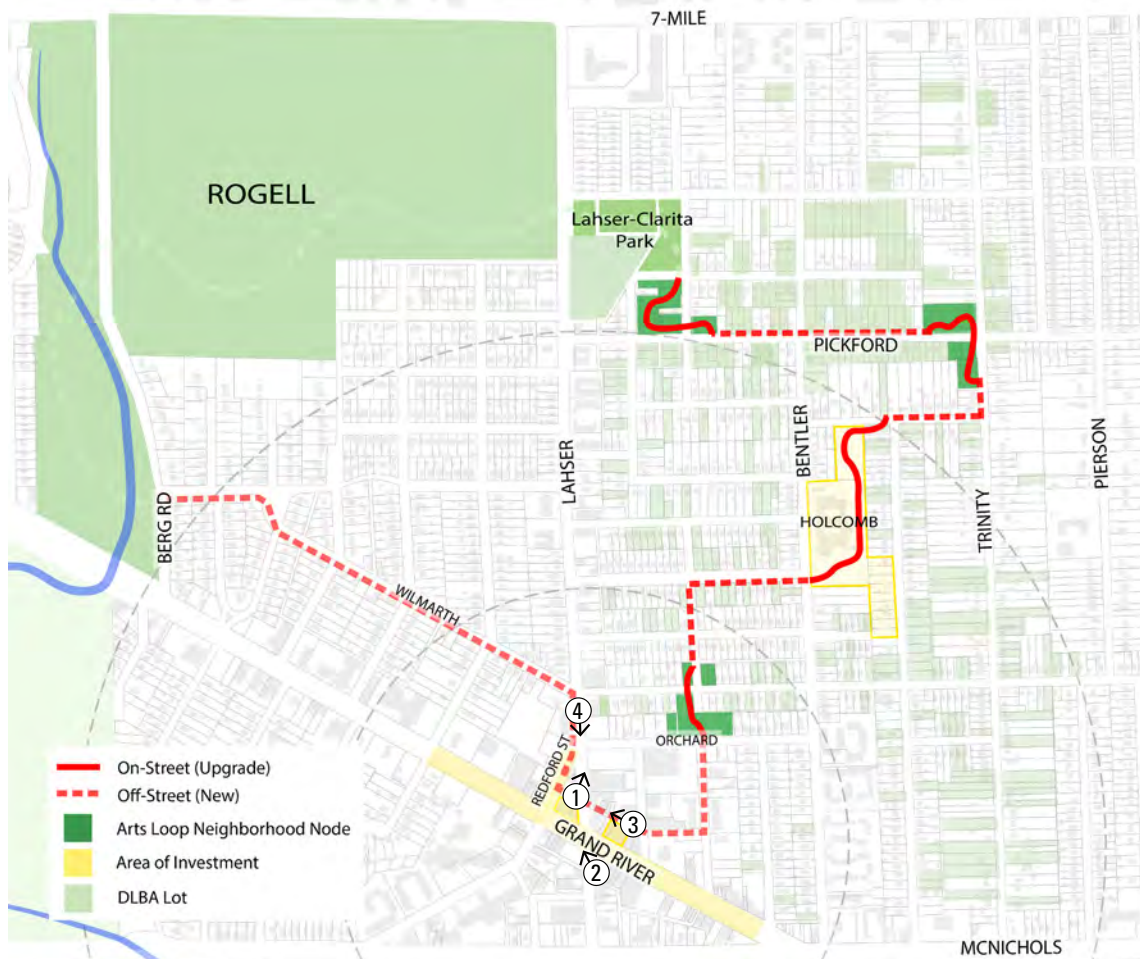 7-MILE
ROGELL
Lahser-Clarita
Park
PICKFORD
BENTLER
LAHSER
PIERSON
TRINITY
HOLCOMB
BERG RD
WILMARTH
4
ORCHARD
REDFORD ST
1
3
GRAND RIVER
2
On-Street (Upgrade)
Off-Street (New)
Arts Loop Neighborhood Node
Area of Investment
DLBA Lot
MCNICHOLS